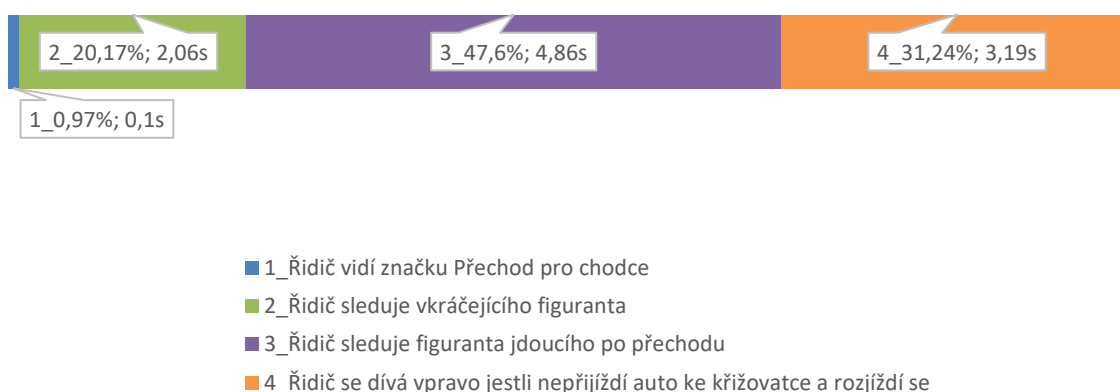 2_20,17%; 2,06s
3_47,6%; 4,86s
4_31,24%; 3,19s
1_0,97%; 0,1s
1_Řidič vidí značku Přechod pro chodce
2_Řidič sleduje vkráčejícího figuranta
3_Řidič sleduje figuranta jdoucího po přechodu
4_Řidič se dívá vpravo jestli nepřijíždí auto ke křižovatce a rozjíždí se